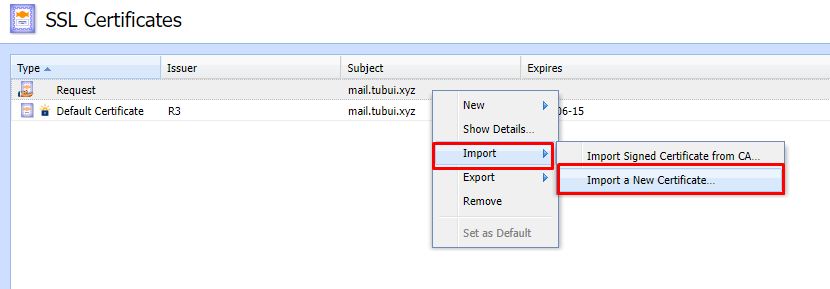 SSL Certificates
Type Issuer Subject Expires
Request mail.tubui.xyz
Default Certificate R3 mail.tubui.xyz 06-15
New
Show Details...
Import
Import Signed Certificate from CA...
Export
Import a New Certificate...
Remove
Set as Default